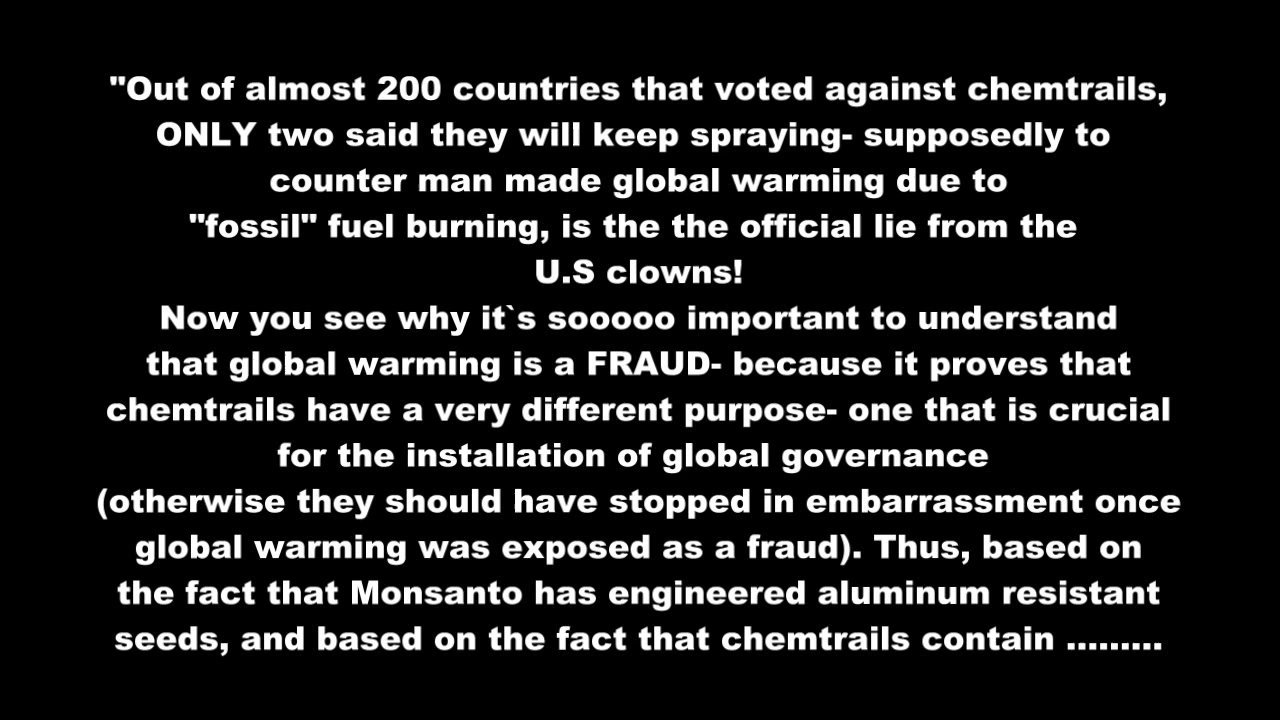 "Out of almost 200 countries that voted against chemtrails,
ONLY two said they will keep spraying- supposedly to
counter man made global warming due to
"fossil" fuel burning, is the the official lie from the
U.S clowns!
Now you see why it`s sooooo important to understand
that global warming is a FRAUD- because it proves that
chemtrails have a very different purpose- one that is crucial
for the installation of global governance
(otherwise they should have stopped in embarrassment once
global warming was exposed as a fraud). Thus, based on
the fact that Monsanto has engineered aluminum resistant
seeds, and based on the fact that chemtrails contain .........